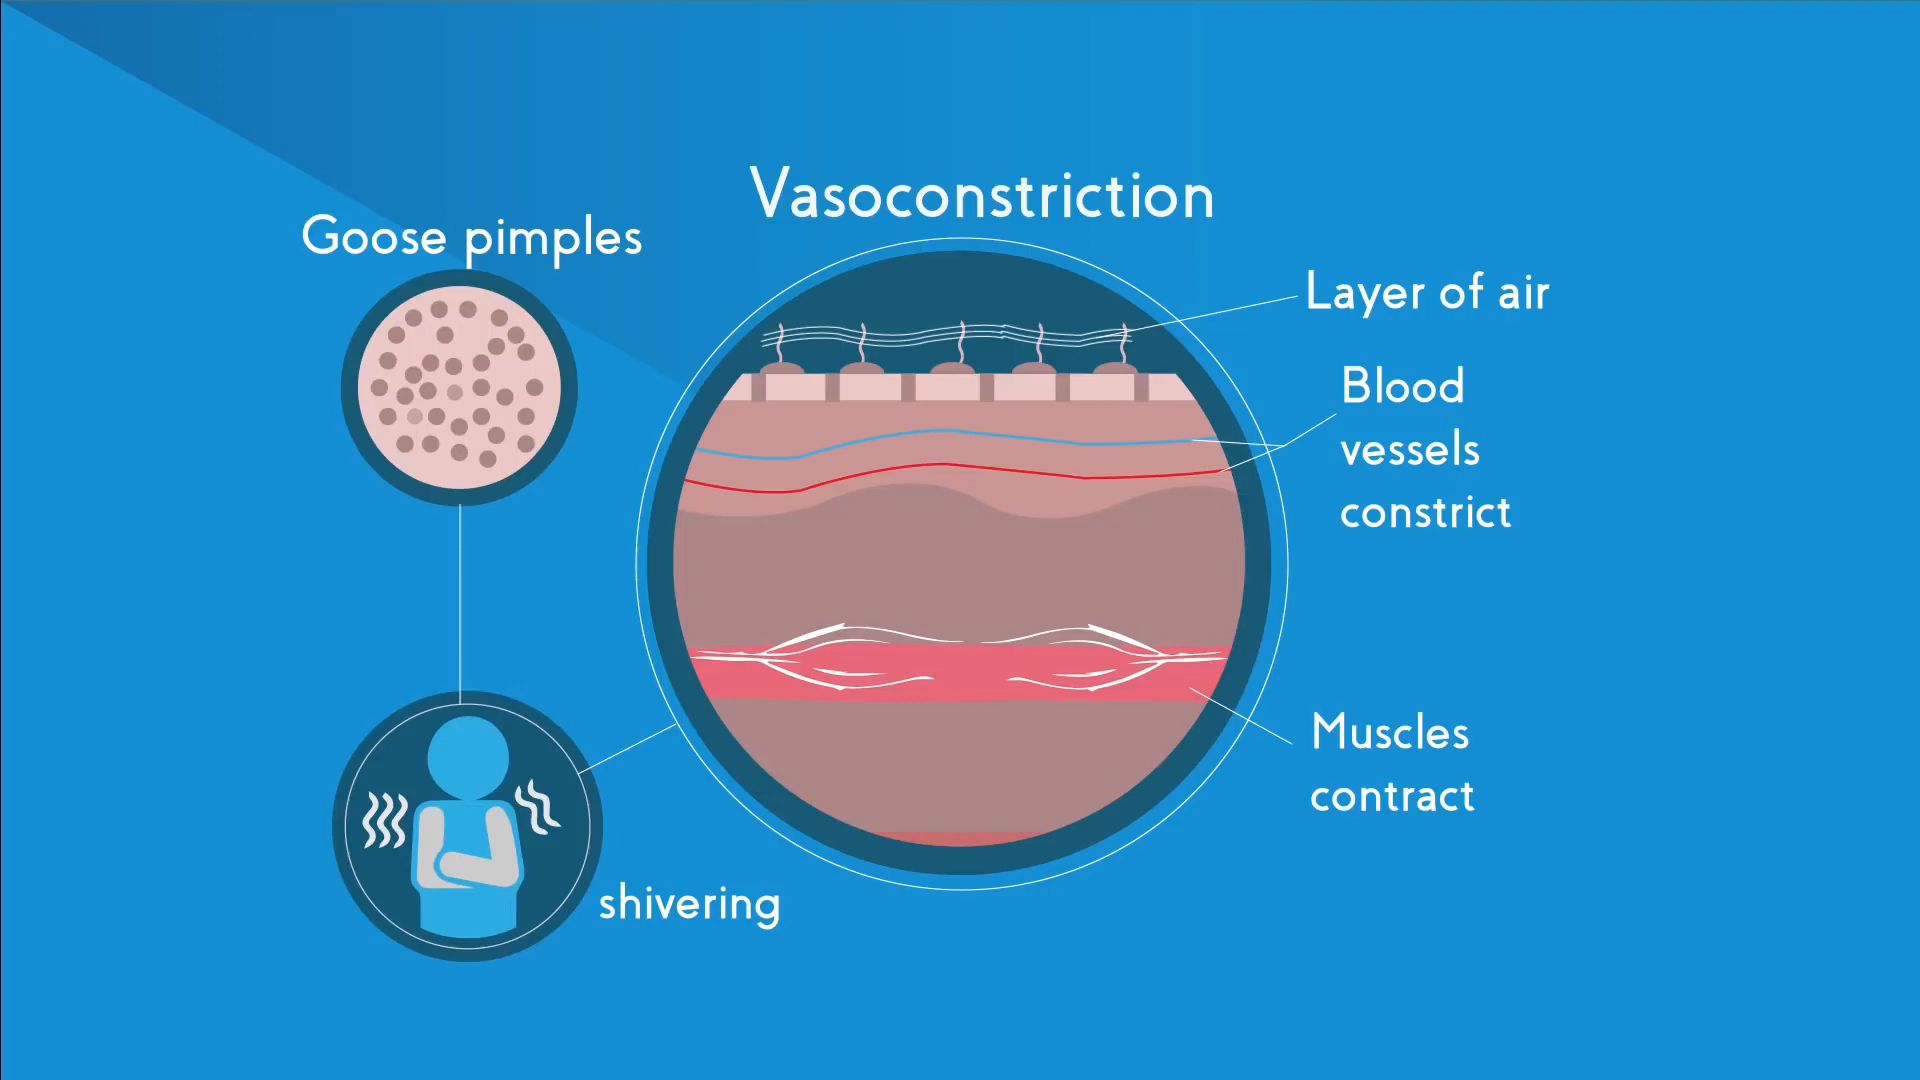 Vasoconstriction
Goose pimples
Layer of air
Blood
vessels
constrict
Muscles
contract
shivering